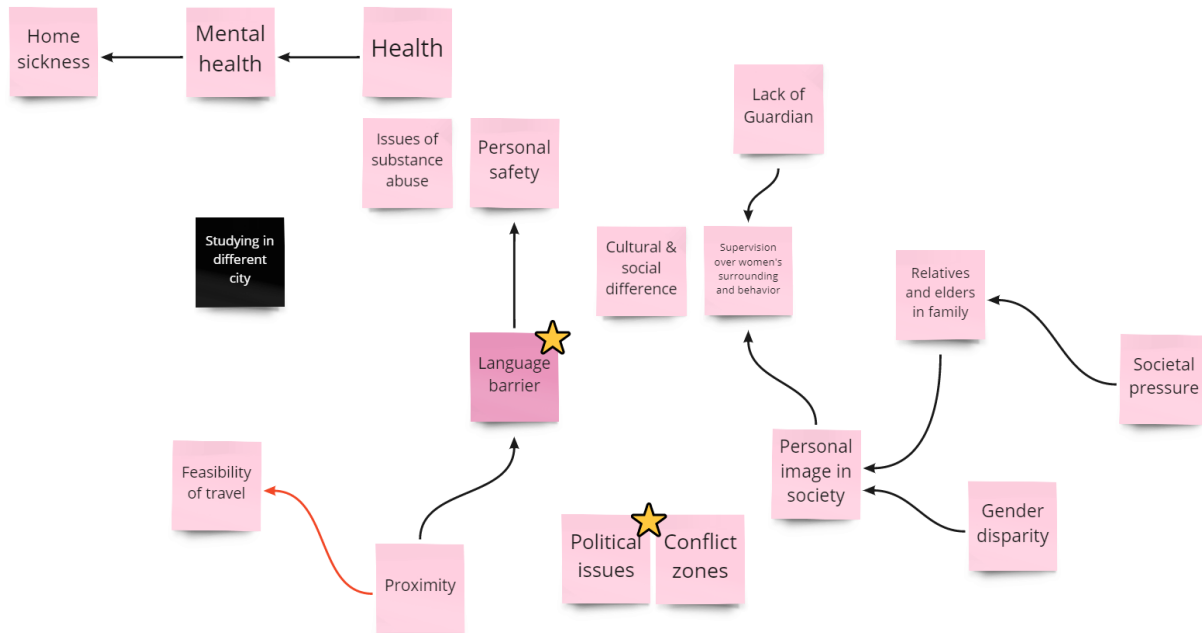 Home
sickness
Mental
health
Health
Lack of
Guardian
Issues of
substance
abuse
Personal
safety
Studying in
different
city
Cultural &
social
difference
Supervision
over women's
surrounding
and behavior
Relatives
and elders
in family
Language
barrier
Societal
pressure
Feasibility
of travel
Personal
image in
society
Gender
disparity
Proximity
Political
issues
Conflict
zones